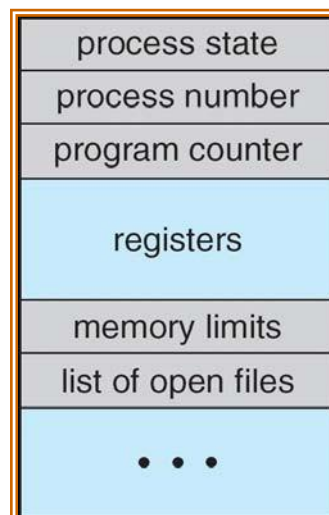 process state
process number
program counter
registers
memory limits
list of open files
• • •